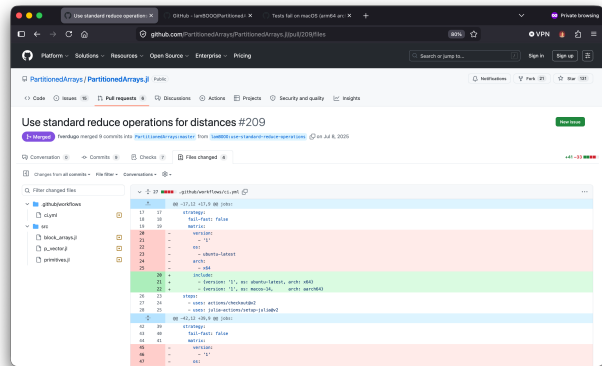 Use standard reduce operation
GitHub - lam8OOO/Partitioned
Tests fail on macOS (arm64 arc
Private browsing
github.com/PartitionedArrays/PartitionedArrays.jl/pull/209/files
80%
VPN
Platform
Solutions
Resources
Open Source
Enterprise
Pricing
Search or jump to...
Sign in
Sign up
PartitionedArrays / PartitionedArrays.jl Public
Notifications
Fork 21
Star 131
Code
Issues 15
Pull requests 6
Discussions
Actions
Projects
Security and quality
Insights
Use standard reduce operations for distances #209
New issue
Merged
fverdugo merged 9 commits into PartitionedArrays:master from lam8OOO:use-standard-reduce-operations on Jul 8, 2025
Conversation 0
Commits 9
Checks 7
Files changed 4
+41 -33
Changes from all commits
File filter
Conversations
Filter changed files
.github/workflows
ci.yml
src
block_arrays.jl
p_vector.jl
primitives.jl
27 .github/workflows/ci.yml
@@ -17,12 +17,9 @@ jobs:
17 17 strategy:
18 18 fail-fast: false
19 19 matrix:
20 - version:
21 - - '1'
22 - os:
23 - - ubuntu-latest
24 - arch:
25 - - x64
20 + include:
21 + - {version: '1', os: ubuntu-latest, arch: x64}
22 + - {version: '1', os: macos-14, arch: aarch64}
26 23 steps:
27 24 - uses: actions/checkout@v2
28 25 - uses: julia-actions/setup-julia@v2
@@ -42,13 +39,9 @@ jobs:
42 39 strategy:
43 40 fail-fast: false
44 41 matrix:
45 - version:
46 - - '1'
47 - os: